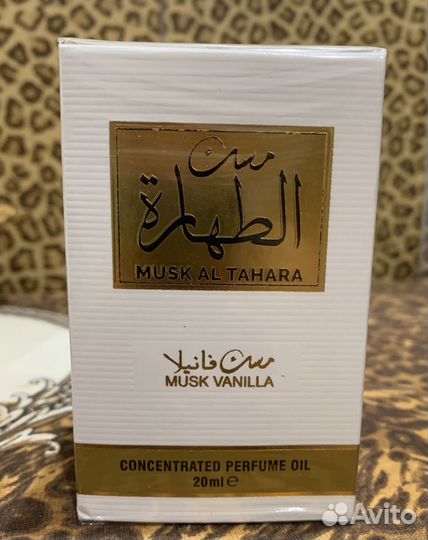 مسك
الطهارة
MUSK AL TAHARA
مسك فانيلا
MUSK VANILLA
CONCENTRATED PERFUME OIL
20ml ℮
Avito